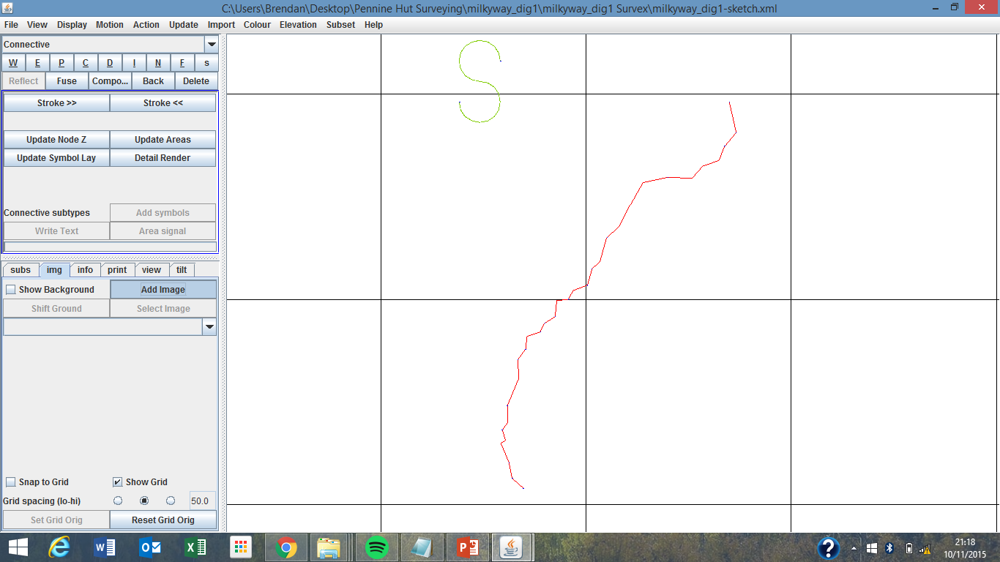 C:\Users\Brendan\Desktop\Pennine Hut Surveying\milkyway_dig1\milkyway_dig1 Survex\milkyway_dig1-sketch.xml
File View Display Motion Action Update Import Colour Elevation Subset Help
Connective
W E P C D I N F s
Reflect Fuse Compo... Back Delete
Stroke >> Stroke <<
Update Node Z Update Areas
Update Symbol Lay Detail Render
Connective subtypes Add symbols
Write Text Area signal
subs img info print view tilt
Show Background Add Image
Shift Ground Select Image
Snap to Grid Show Grid
Grid spacing (lo-hi) 50.0
Set Grid Orig Reset Grid Orig
S
21:18
10/11/2015